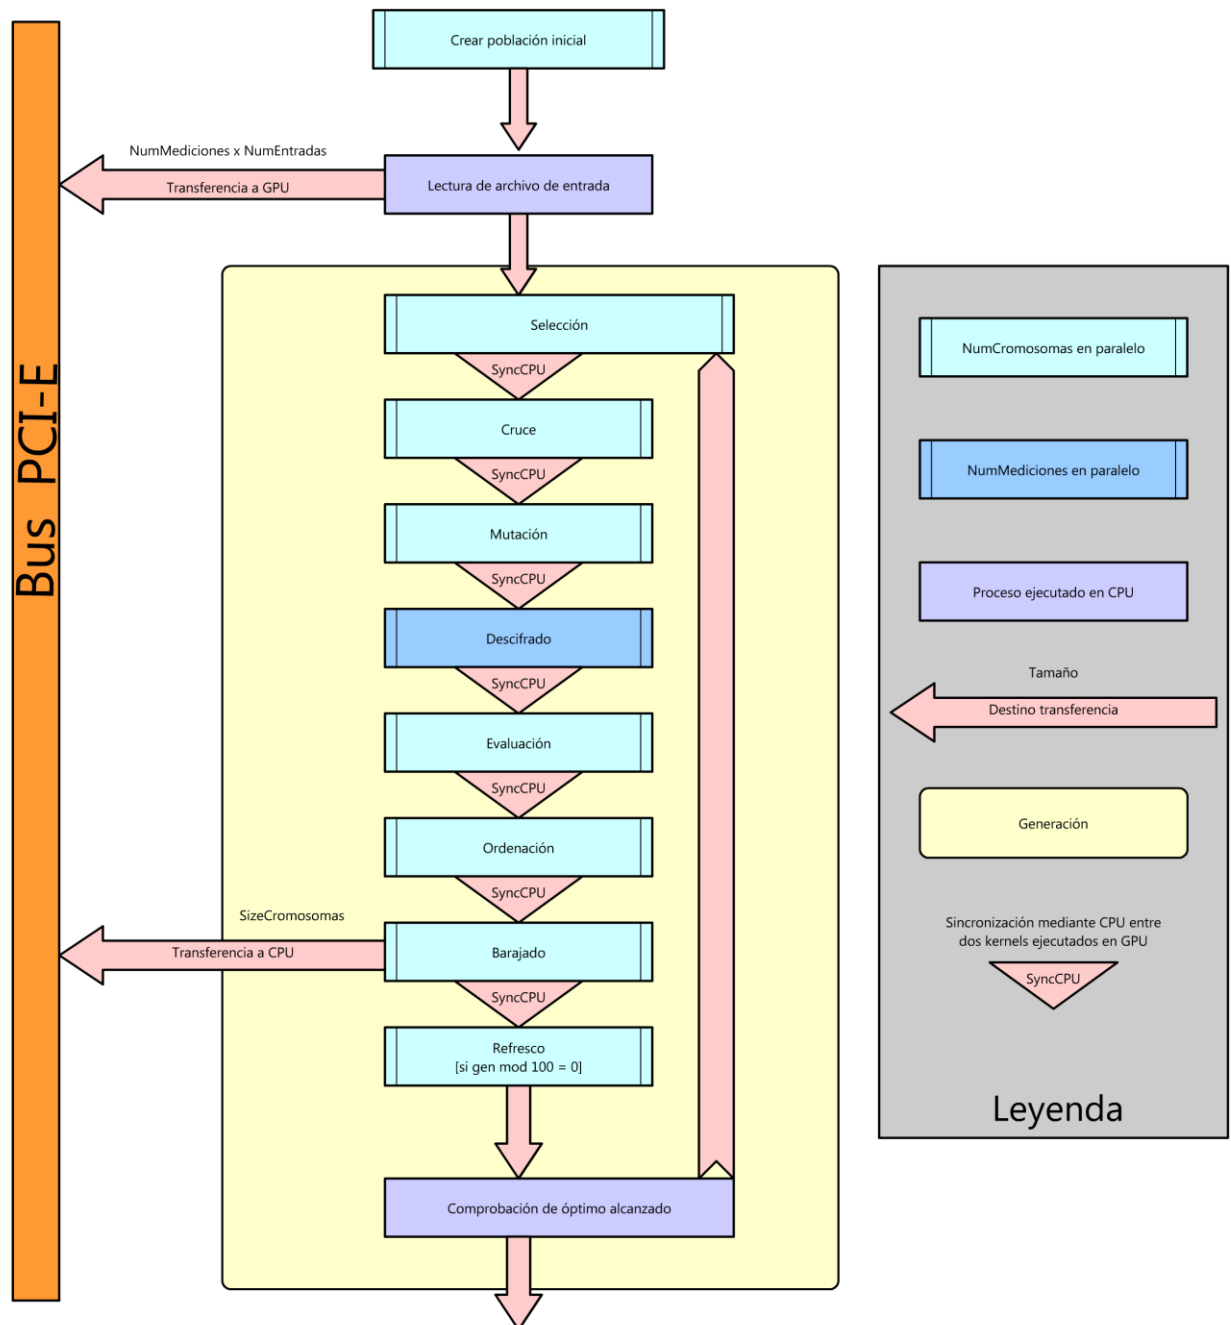 Crear población inicial
NumMediciones x NumEntradas
Transferencia a GPU
Lectura de archivo de entrada
Bus PCI-E
Selección
SyncCPU
Cruce
SyncCPU
Mutación
SyncCPU
Descifrado
SyncCPU
Evaluación
SyncCPU
Ordenación
SyncCPU
SizeCromosomas
Transferencia a CPU
Barajado
SyncCPU
Refresco
[si gen mod 100 = 0]
Comprobación de óptimo alcanzado
NumCromosomas en paralelo
NumMediciones en paralelo
Proceso ejecutado en CPU
Tamaño
Destino transferencia
Generación
Sincronización mediante CPU entre
dos kernels ejecutados en GPU
SyncCPU
Leyenda